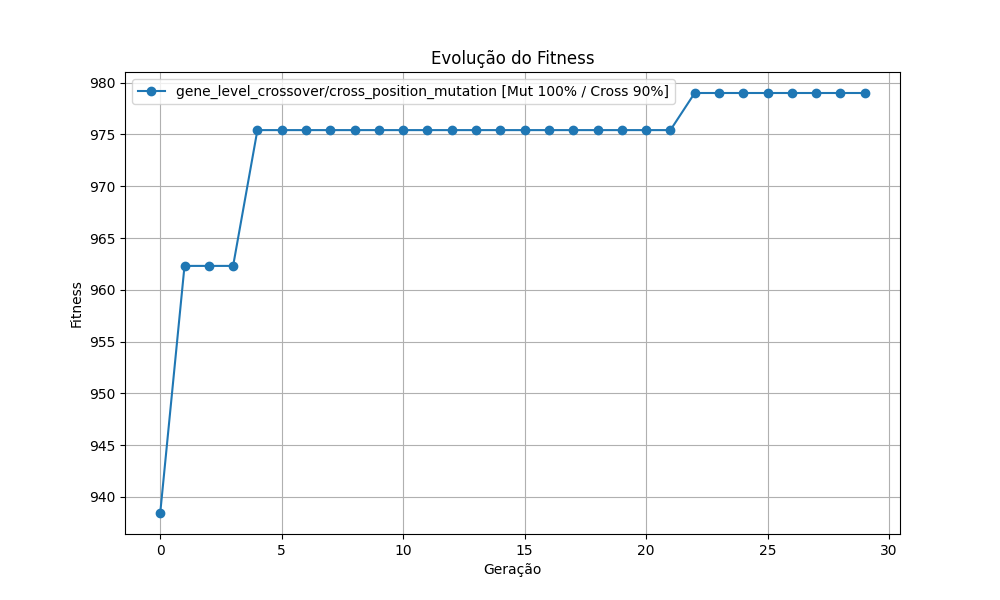 Evolução do Fitness
gene_level_crossover/cross_position_mutation [Mut 100% / Cross 90%]
Fitness
980
975
970
965
960
955
950
945
940
0 5 10 15 20 25 30
Geração